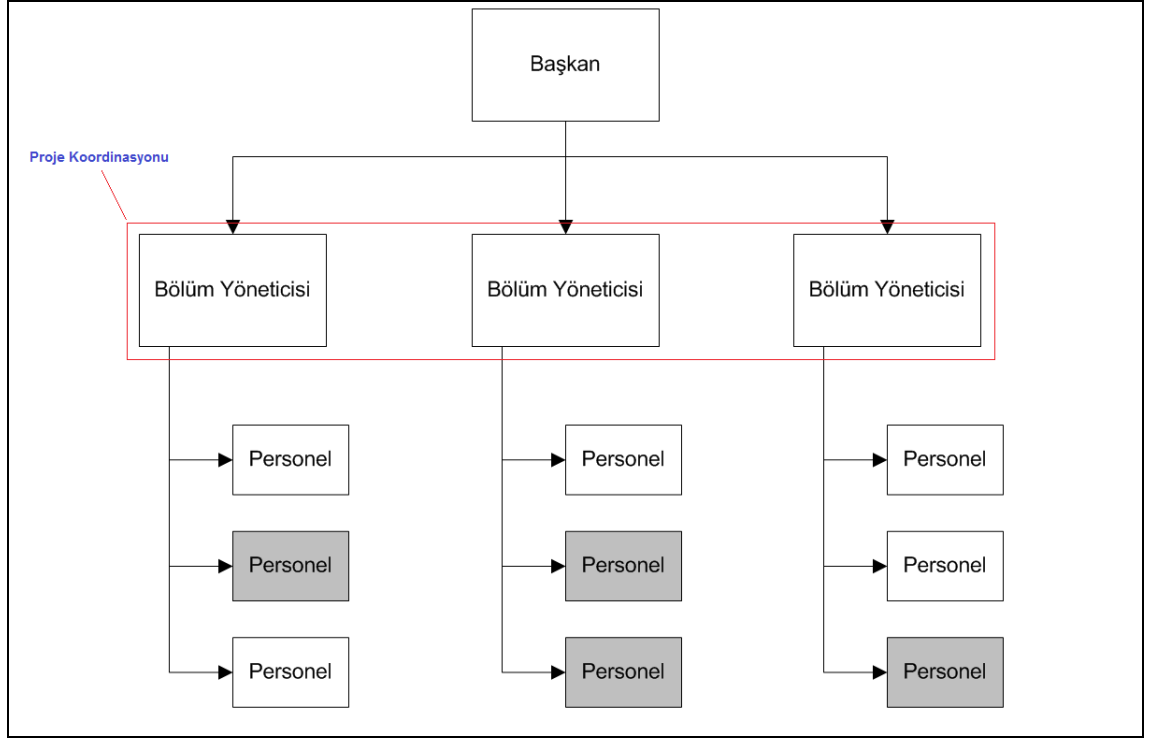 Başkan
Proje Koordinasyonu
Bölüm Yöneticisi
Bölüm Yöneticisi
Bölüm Yöneticisi
Personel
Personel
Personel
Personel
Personel
Personel
Personel
Personel
Personel